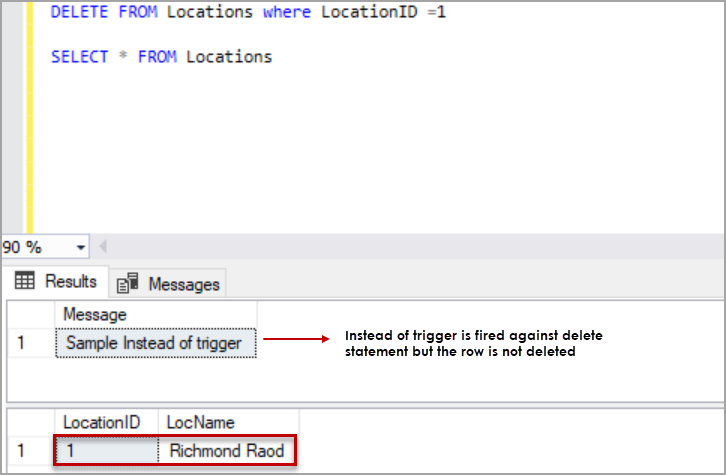 DELETE FROM Locations where LocationID =1
SELECT * FROM Locations
90 %
Results Messages
Message
1 Sample Instead of trigger
Instead of trigger is fired against delete
statement but the row is not deleted
LocationID LocName
1 1 Richmond Raod